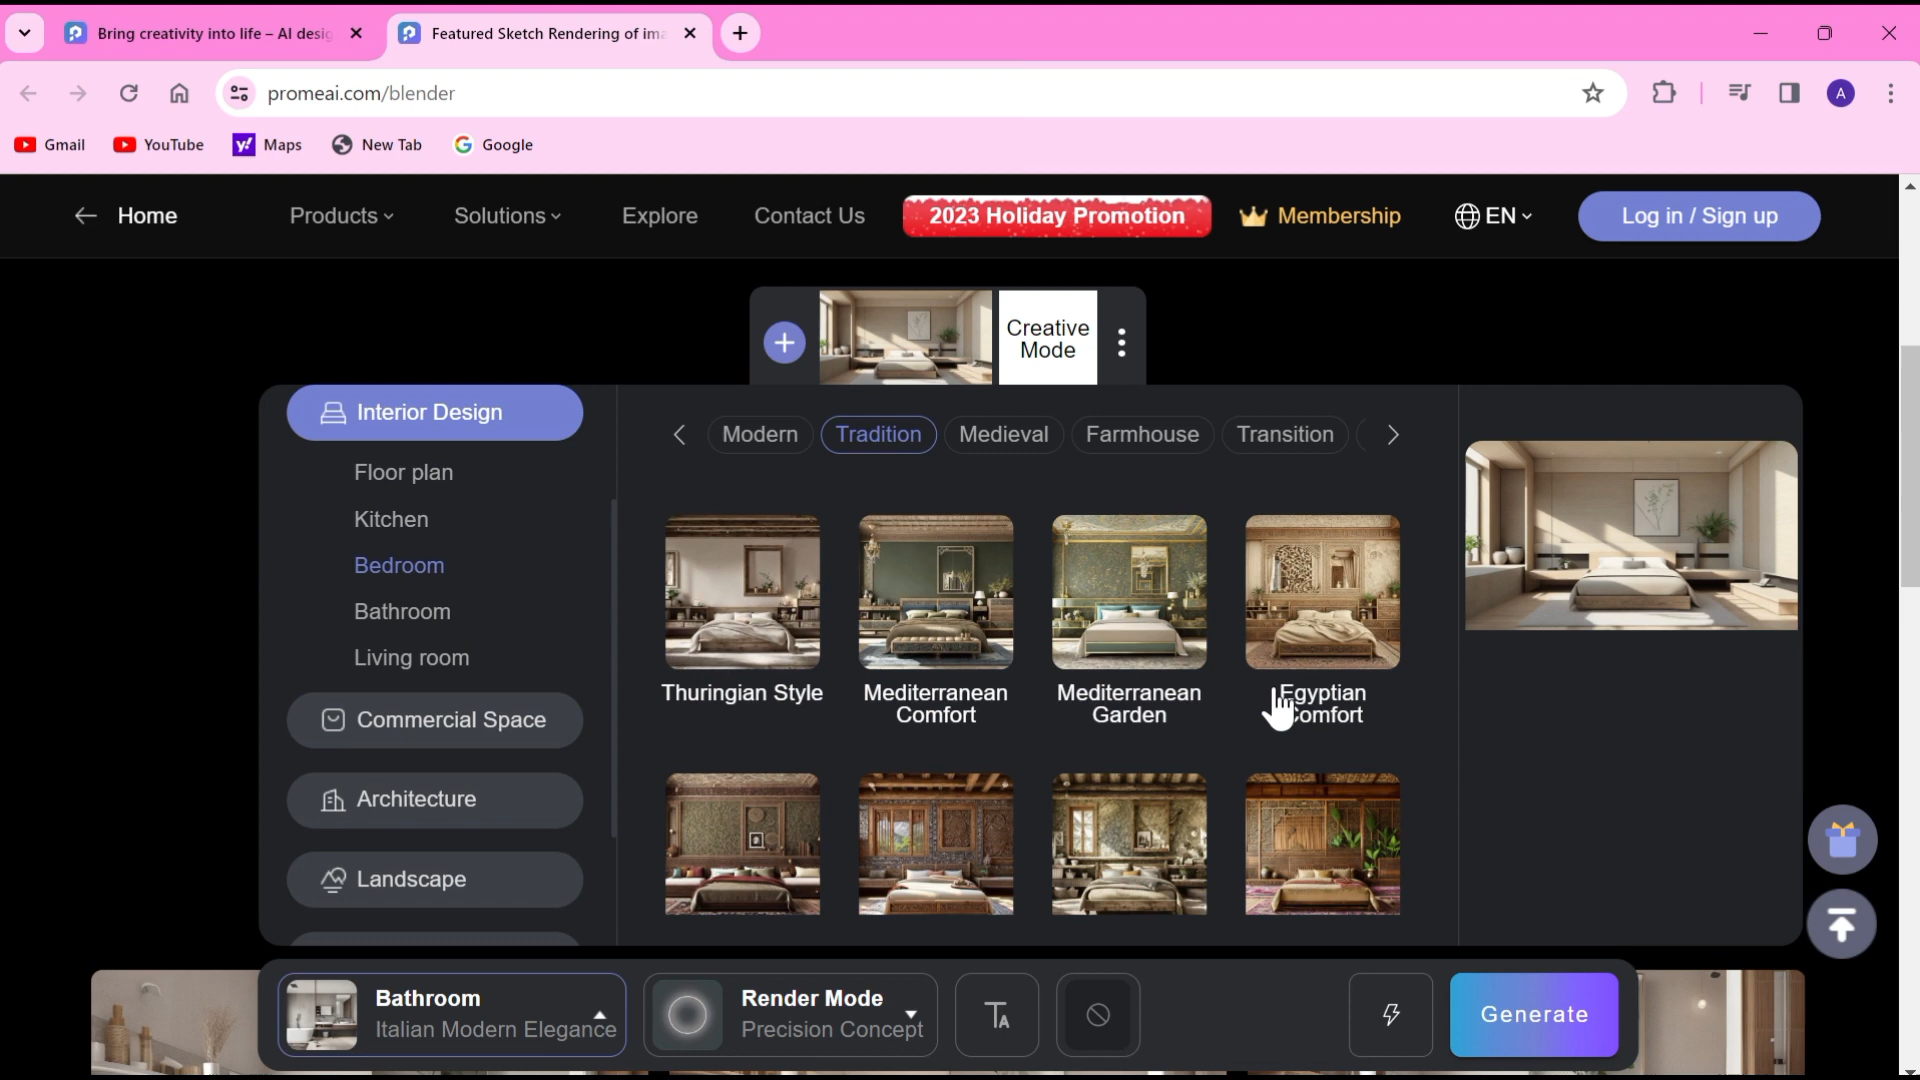 Bring creativity into life – AI desig
Featured Sketch Rendering of ima
promeai.com/blender
A
Gmail
YouTube
Maps
New Tab
Google
Home
Products
Solutions
Explore
Contact Us
2023 Holiday Promotion
Membership
EN
Log in / Sign up
Creative
Mode
Interior Design
Floor plan
Kitchen
Bedroom
Bathroom
Living room
Commercial Space
Architecture
Landscape
Modern
Tradition
Medieval
Farmhouse
Transition
Thuringian Style
Mediterranean
Comfort
Mediterranean
Garden
Egyptian
Comfort
Bathroom
Italian Modern Elegance
Render Mode
Precision Concept
TA
Generate